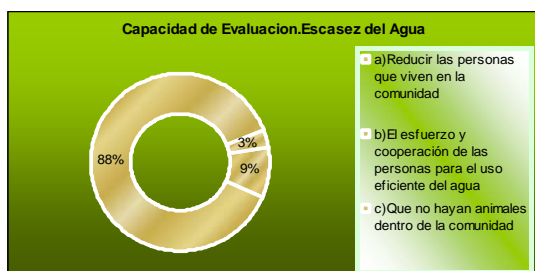 Capacidad de Evaluacion.Escasez del Agua
3%
88%
9%
a)Reducir las personas
que viven en la
comunidad
b)El esfuerzo y
cooperación de las
personas para el uso
eficiente del agua
c)Que no hayan animales
dentro de la comunidad